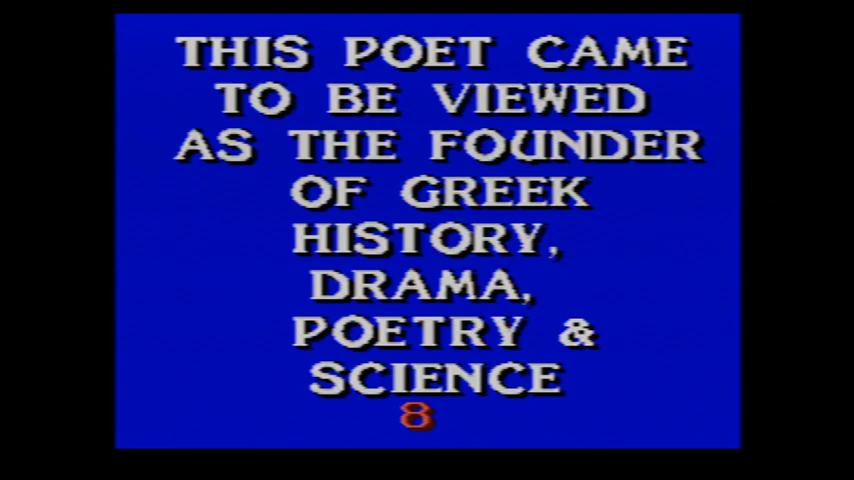 THIS POET CAME
TO BE VIEWED
AS THE FOUNDER
OF GREEK
HISTORY,
DRAMA,
POETRY &
SCIENCE
8